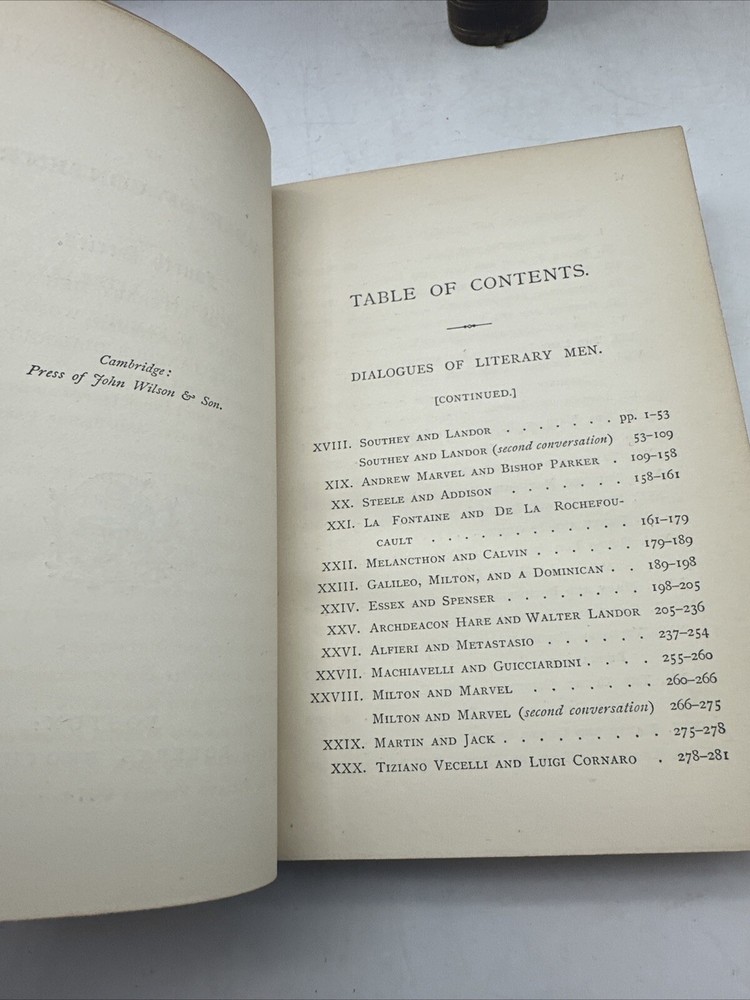 Cambridge:
Press of John Wilson & Son.
TABLE OF CONTENTS.
DIALOGUES OF LITERARY MEN.
[CONTINUED.]
XVIII. Southey and Landor . . . . . . . pp. 1–53
Southey and Landor (second conversation) 53–109
XIX. Andrew Marvel and Bishop Parker . 109–158
XX. Steele and Addison . . . . . . . 158–161
XXI. La Fontaine and De La Rochefou-
cault . . . . . . . . . . . . 161–179
XXII. Melancthon and Calvin . . . . . . 179–189
XXIII. Galileo, Milton, and a Dominican . . 189–198
XXIV. Essex and Spenser . . . . . . . . 198–205
XXV. Archdeacon Hare and Walter Landor 205–236
XXVI. Alfieri and Metastasio . . . . . . 237–254
XXVII. Machiavelli and Guicciardini . . . . 255–260
XXVIII. Milton and Marvel . . . . . . . 260–266
Milton and Marvel (second conversation) 266–275
XXIX. Martin and Jack . . . . . . . . . 275–278
XXX. Tiziano Vecelli and Luigi Cornaro . 278–281